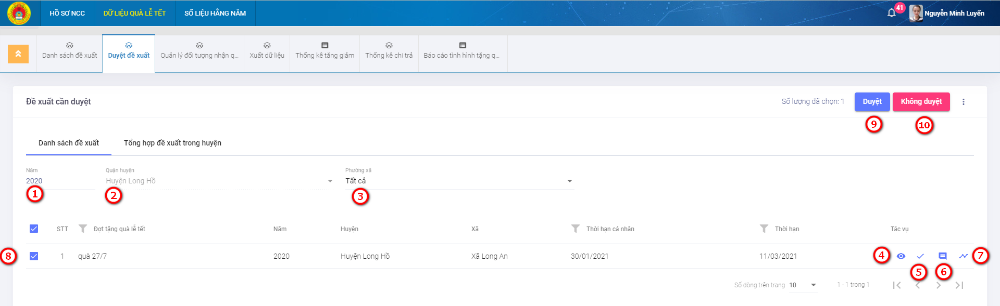 HỒ SƠ NCC DỮ LIỆU QUÀ LỄ TẾT SỐ LIỆU HẰNG NĂM 41 Nguyễn Minh Luyến
Danh sách đề xuất Duyệt đề xuất Quản lý đối tượng nhận q... Xuất dữ liệu Thống kê tăng giảm Thống kê chi trả Báo cáo tình hình tặng q...
Đề xuất cần duyệt Số lượng đã chọn: 1 Duyệt Không duyệt
9 10
Danh sách đề xuất Tổng hợp đề xuất trong huyện
Năm Quận huyện Phường xã
2020 Huyện Long Hồ Tất cả
1 2 3
STT Đợt tặng quà lễ tết Năm Huyện Xã Thời hạn cá nhân Thời hạn Tác vụ
8 1 quà 27/7 2020 Huyện Long Hồ Xã Long An 30/01/2021 11/03/2021 4 7
5 6
Số dòng trên trang 10 1 - 1 trong 1